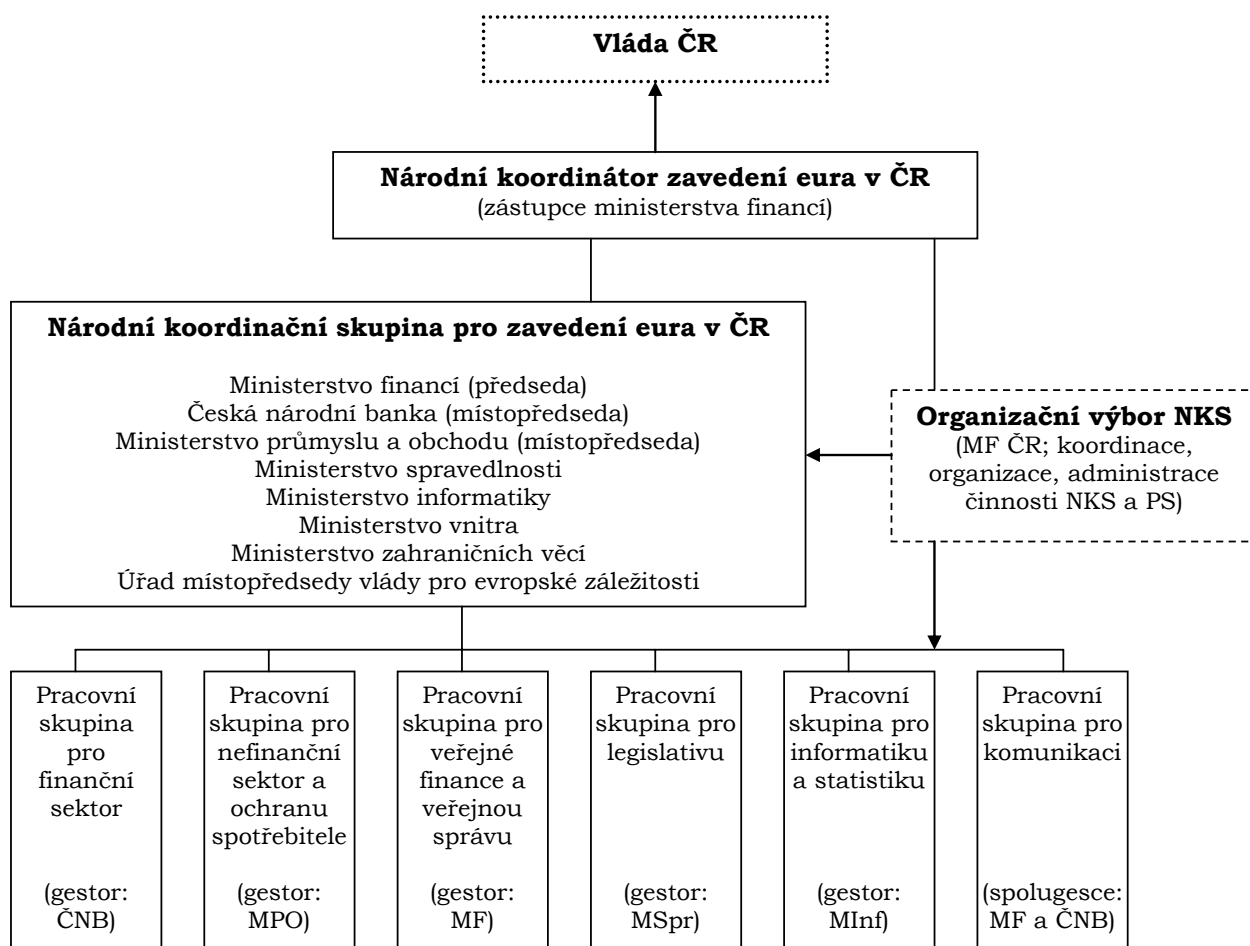 Vláda ČR
Národní koordinátor zavedení eura v ČR
(zástupce ministerstva financí)
Národní koordinační skupina pro zavedení eura v ČR
Ministerstvo financí (předseda)
Česká národní banka (místopředseda)
Ministerstvo průmyslu a obchodu (místopředseda)
Ministerstvo spravedlnosti
Ministerstvo informatiky
Ministerstvo vnitra
Ministerstvo zahraničních věcí
Úřad místopředsedy vlády pro evropské záležitosti
Organizační výbor NKS
(MF ČR; koordinace,
organizace, administrace
činnosti NKS a PS)
Pracovní
skupina
pro
finanční
sektor
(gestor:
ČNB)
Pracovní
skupina pro
nefinanční
sektor a
ochranu
spotřebitele
(gestor:
MPO)
Pracovní
skupina pro
veřejné
finance a
veřejnou
správu
(gestor:
MF)
Pracovní
skupina pro
legislativu
(gestor:
MSpr)
Pracovní
skupina pro
informatiku
a statistiku
(gestor:
MInf)
Pracovní
skupina pro
komunikaci
(spolugesce:
MF a ČNB)